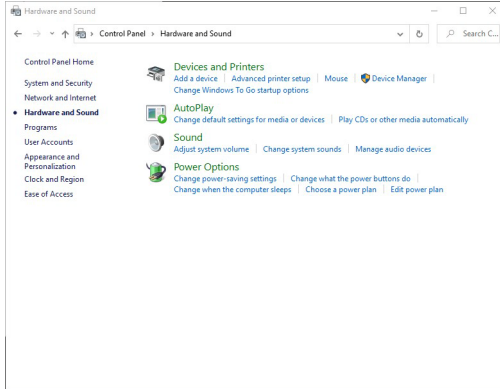 Hardware and Sound
Control Panel > Hardware and Sound
Search C...
Control Panel Home
System and Security
Network and Internet
Hardware and Sound
Programs
User Accounts
Appearance and
Personalization
Clock and Region
Ease of Access
Devices and Printers
Add a device | Advanced printer setup | Mouse | Device Manager |
Change Windows To Go startup options
AutoPlay
Change default settings for media or devices | Play CDs or other media automatically
Sound
Adjust system volume | Change system sounds | Manage audio devices
Power Options
Change power-saving settings | Change what the power buttons do |
Change when the computer sleeps | Choose a power plan | Edit power plan